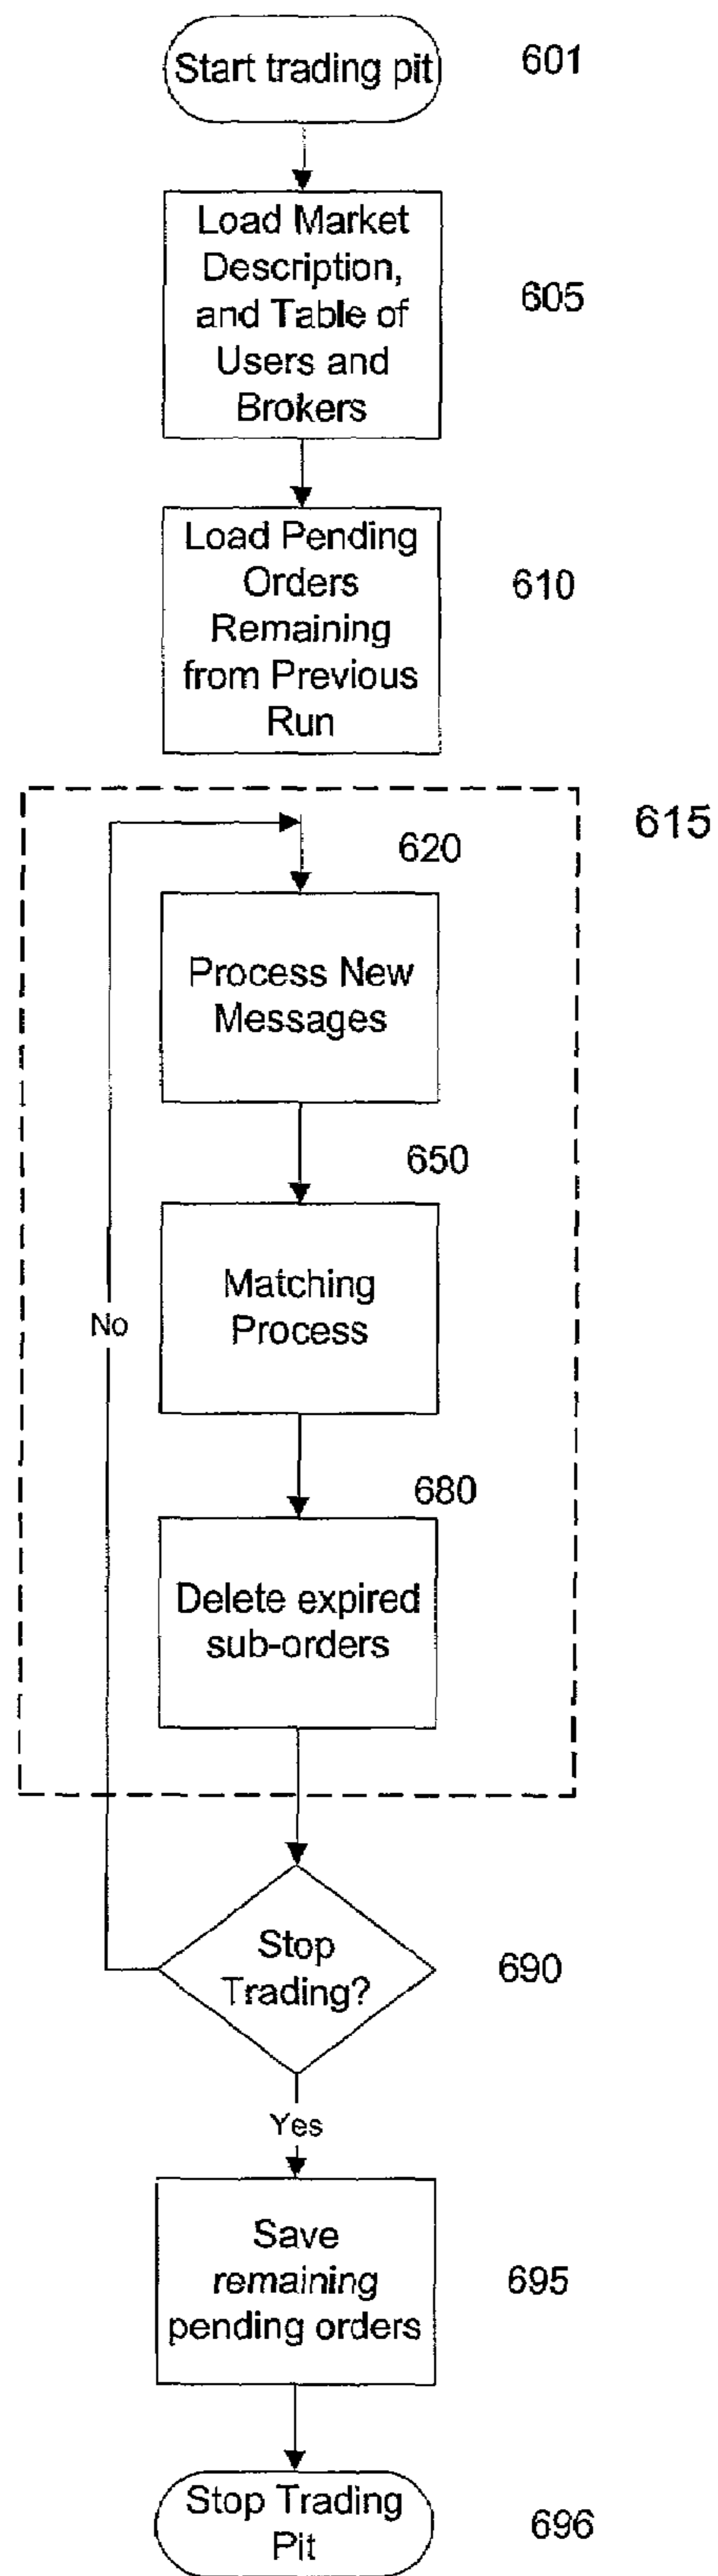 Start trading pit
601
Load Market
Description,
and Table of
Users and
Brokers
605
Load Pending
Orders
Remaining
from Previous
Run
610
615
620
Process New
Messages
650
Matching
Process
No
680
Delete expired
sub-orders
Stop
Trading?
690
Yes
Save
remaining
pending orders
695
Stop Trading
Pit
696